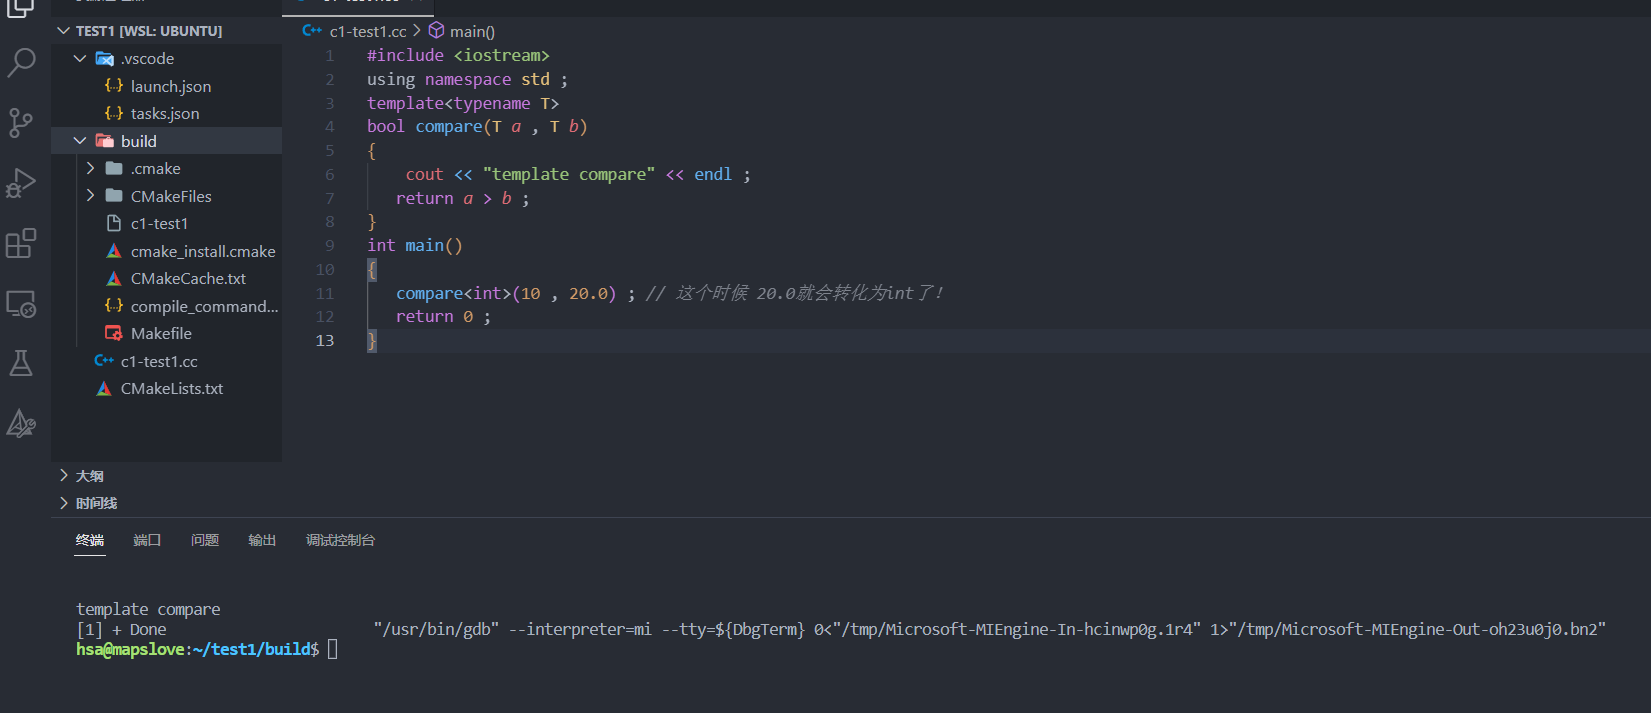 TEST1 [WSL: UBUNTU]
.vscode
launch.json
tasks.json
build
.cmake
CMakeFiles
c1-test1
cmake_install.cmake
CMakeCache.txt
compile_command...
Makefile
c1-test1.cc
CMakeLists.txt
大纲
时间线
c1-test1.cc > main()
1 #include <iostream>
2 using namespace std ;
3 template<typename T>
4 bool compare(T a , T b)
5 {
6 cout << "template compare" << endl ;
7 return a > b ;
8 }
9 int main()
10 {
11 compare<int>(10 , 20.0) ; // 这个时候 20.0就会转化为int了!
12 return 0 ;
13 }
终端 端口 问题 输出 调试控制台
template compare
[1] + Done "/usr/bin/gdb" --interpreter=mi --tty=${DbgTerm} 0<"/tmp/Microsoft-MIEngine-In-hcinwp0g.1r4" 1>"/tmp/Microsoft-MIEngine-Out-oh23u0j0.bn2"
hsa@mapslove:~/test1/build$